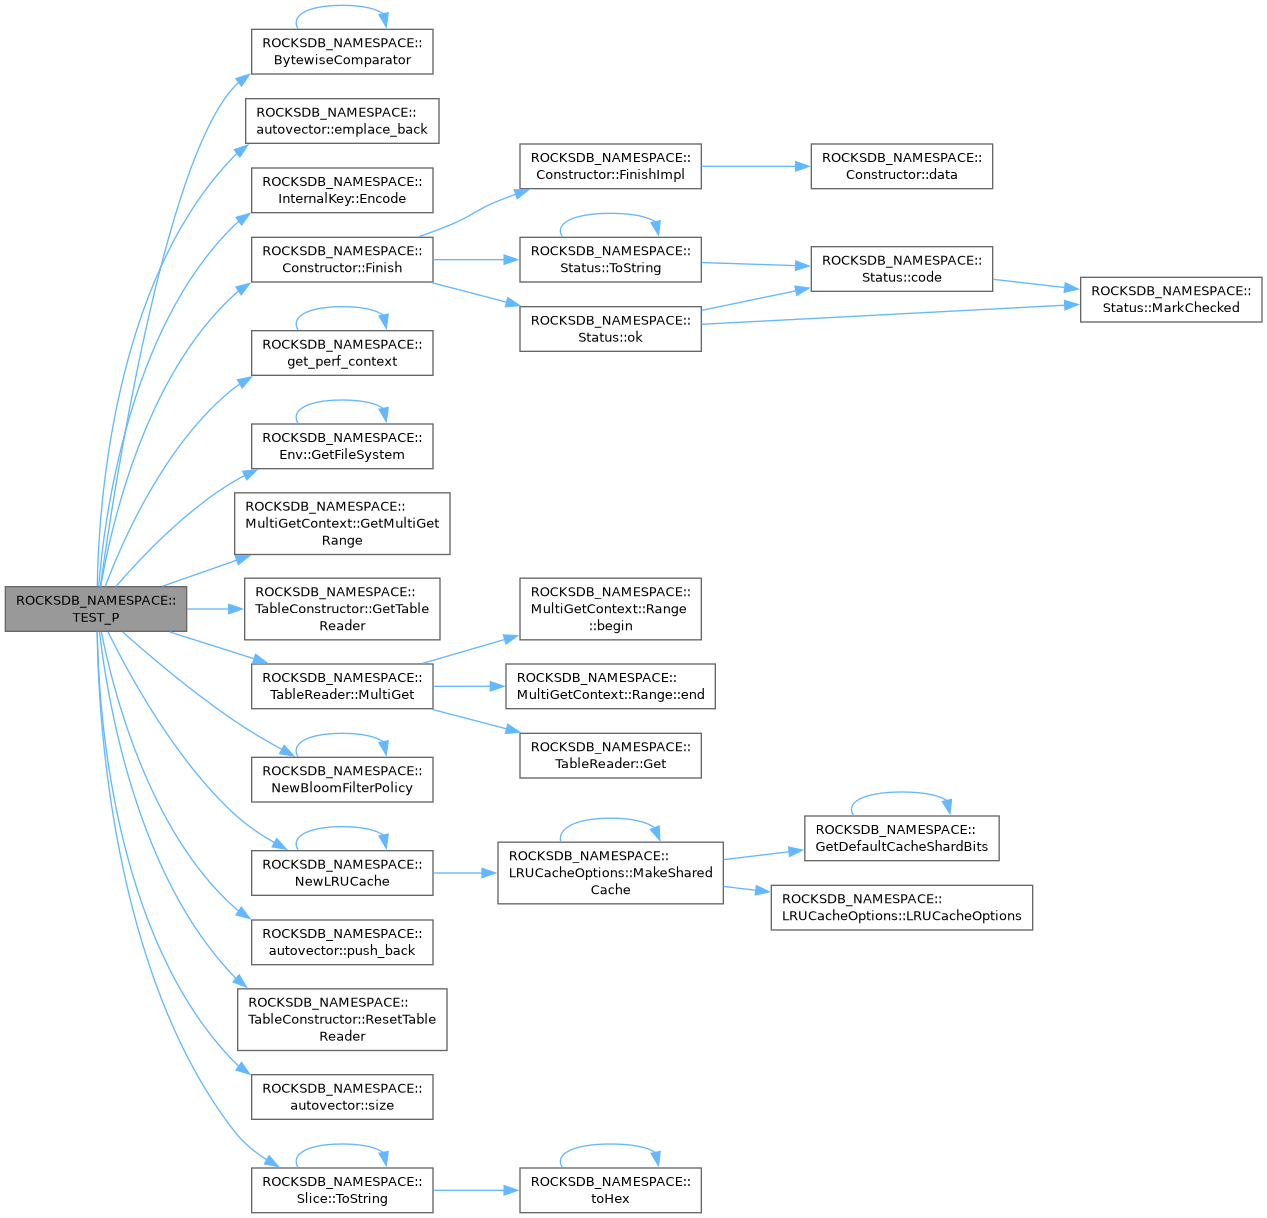 ROCKSDB_NAMESPACE::
TEST_P
ROCKSDB_NAMESPACE::
BytewiseComparator
ROCKSDB_NAMESPACE::
autovector::emplace_back
ROCKSDB_NAMESPACE::
InternalKey::Encode
ROCKSDB_NAMESPACE::
Constructor::Finish
ROCKSDB_NAMESPACE::
Constructor::FinishImpl
ROCKSDB_NAMESPACE::
Constructor::data
ROCKSDB_NAMESPACE::
Status::ToString
ROCKSDB_NAMESPACE::
Status::code
ROCKSDB_NAMESPACE::
Status::MarkChecked
ROCKSDB_NAMESPACE::
Status::ok
ROCKSDB_NAMESPACE::
get_perf_context
ROCKSDB_NAMESPACE::
Env::GetFileSystem
ROCKSDB_NAMESPACE::
MultiGetContext::GetMultiGet
Range
ROCKSDB_NAMESPACE::
TableConstructor::GetTable
Reader
ROCKSDB_NAMESPACE::
TableReader::MultiGet
ROCKSDB_NAMESPACE::
MultiGetContext::Range
::begin
ROCKSDB_NAMESPACE::
MultiGetContext::Range::end
ROCKSDB_NAMESPACE::
TableReader::Get
ROCKSDB_NAMESPACE::
NewBloomFilterPolicy
ROCKSDB_NAMESPACE::
NewLRUCache
ROCKSDB_NAMESPACE::
LRUCacheOptions::MakeShared
Cache
ROCKSDB_NAMESPACE::
GetDefaultCacheShardBits
ROCKSDB_NAMESPACE::
LRUCacheOptions::LRUCacheOptions
ROCKSDB_NAMESPACE::
autovector::push_back
ROCKSDB_NAMESPACE::
TableConstructor::ResetTable
Reader
ROCKSDB_NAMESPACE::
autovector::size
ROCKSDB_NAMESPACE::
Slice::ToString
ROCKSDB_NAMESPACE::
toHex